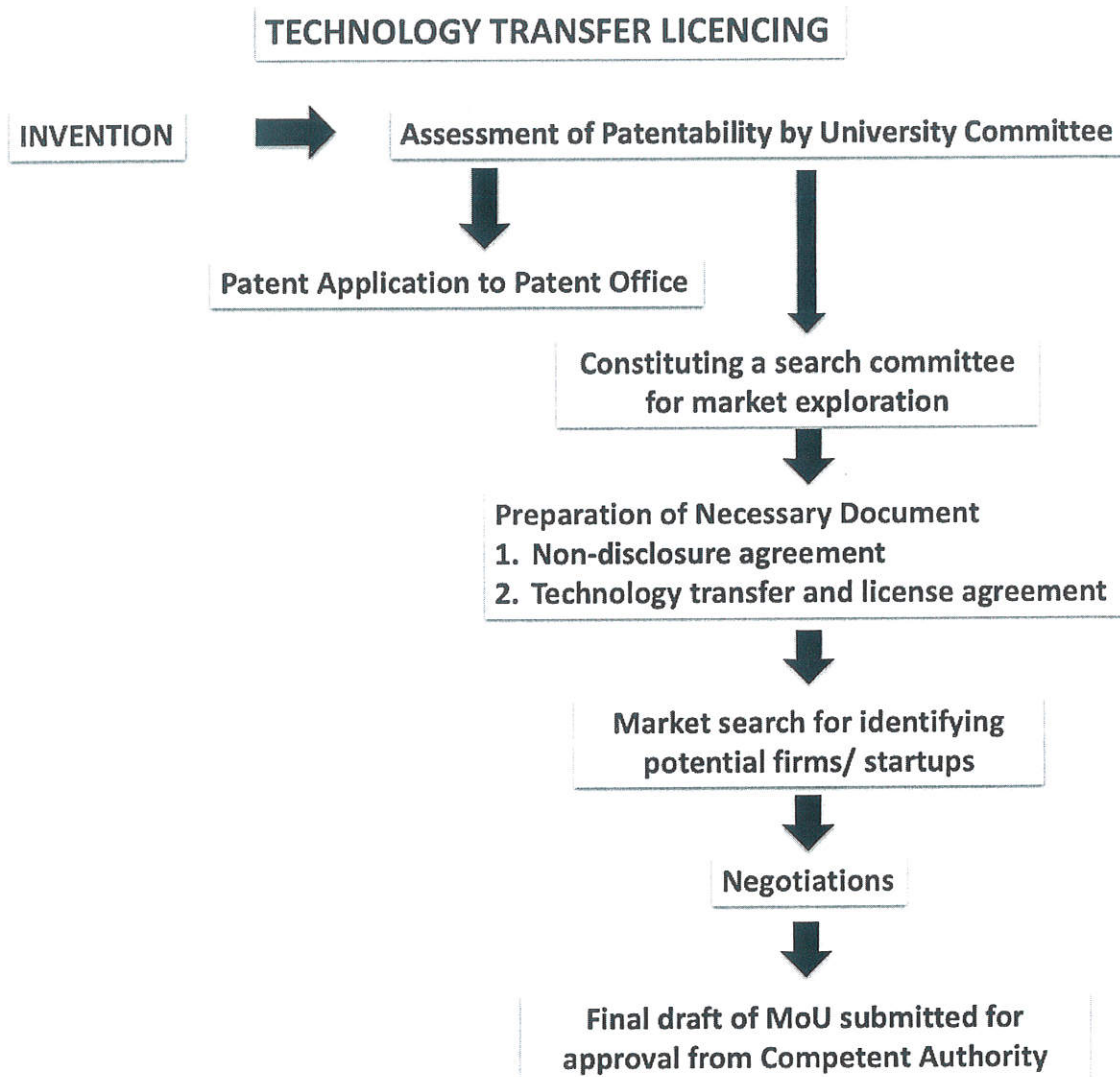 TECHNOLOGY TRANSFER LICENCING
INVENTION
Assessment of Patentability by University Committee
Patent Application to Patent Office
Constituting a search committee
for market exploration
Preparation of Necessary Document
1. Non-disclosure agreement
2. Technology transfer and license agreement
Market search for identifying
potential firms/ startups
Negotiations
Final draft of MoU submitted for
approval from Competent Authority